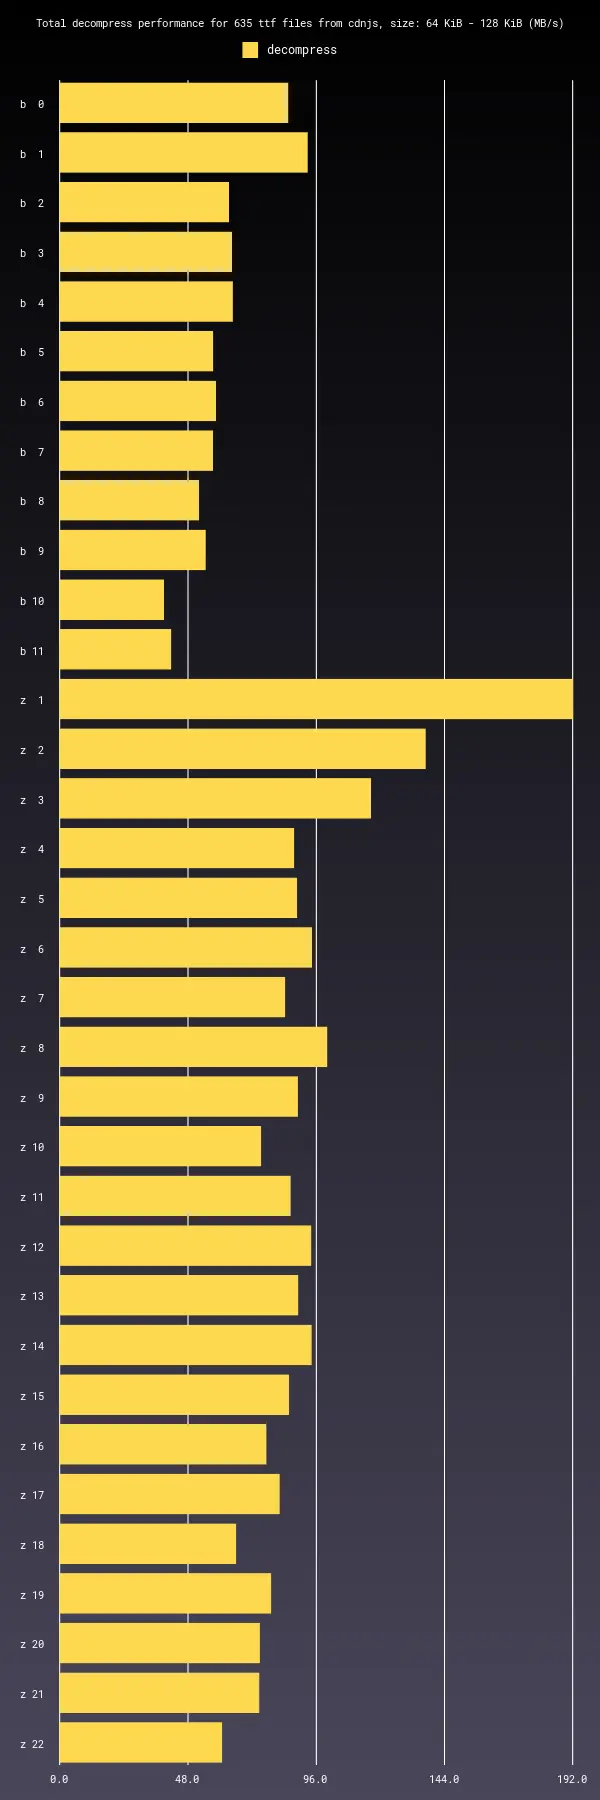 Total decompress performance for 635 ttf files from cdnjs, size: 64 KiB - 128 KiB (MB/s)
decompress
b 0
b 1
b 2
b 3
b 4
b 5
b 6
b 7
b 8
b 9
b 10
b 11
z 1
z 2
z 3
z 4
z 5
z 6
z 7
z 8
z 9
z 10
z 11
z 12
z 13
z 14
z 15
z 16
z 17
z 18
z 19
z 20
z 21
z 22
0.0 48.0 96.0 144.0 192.0